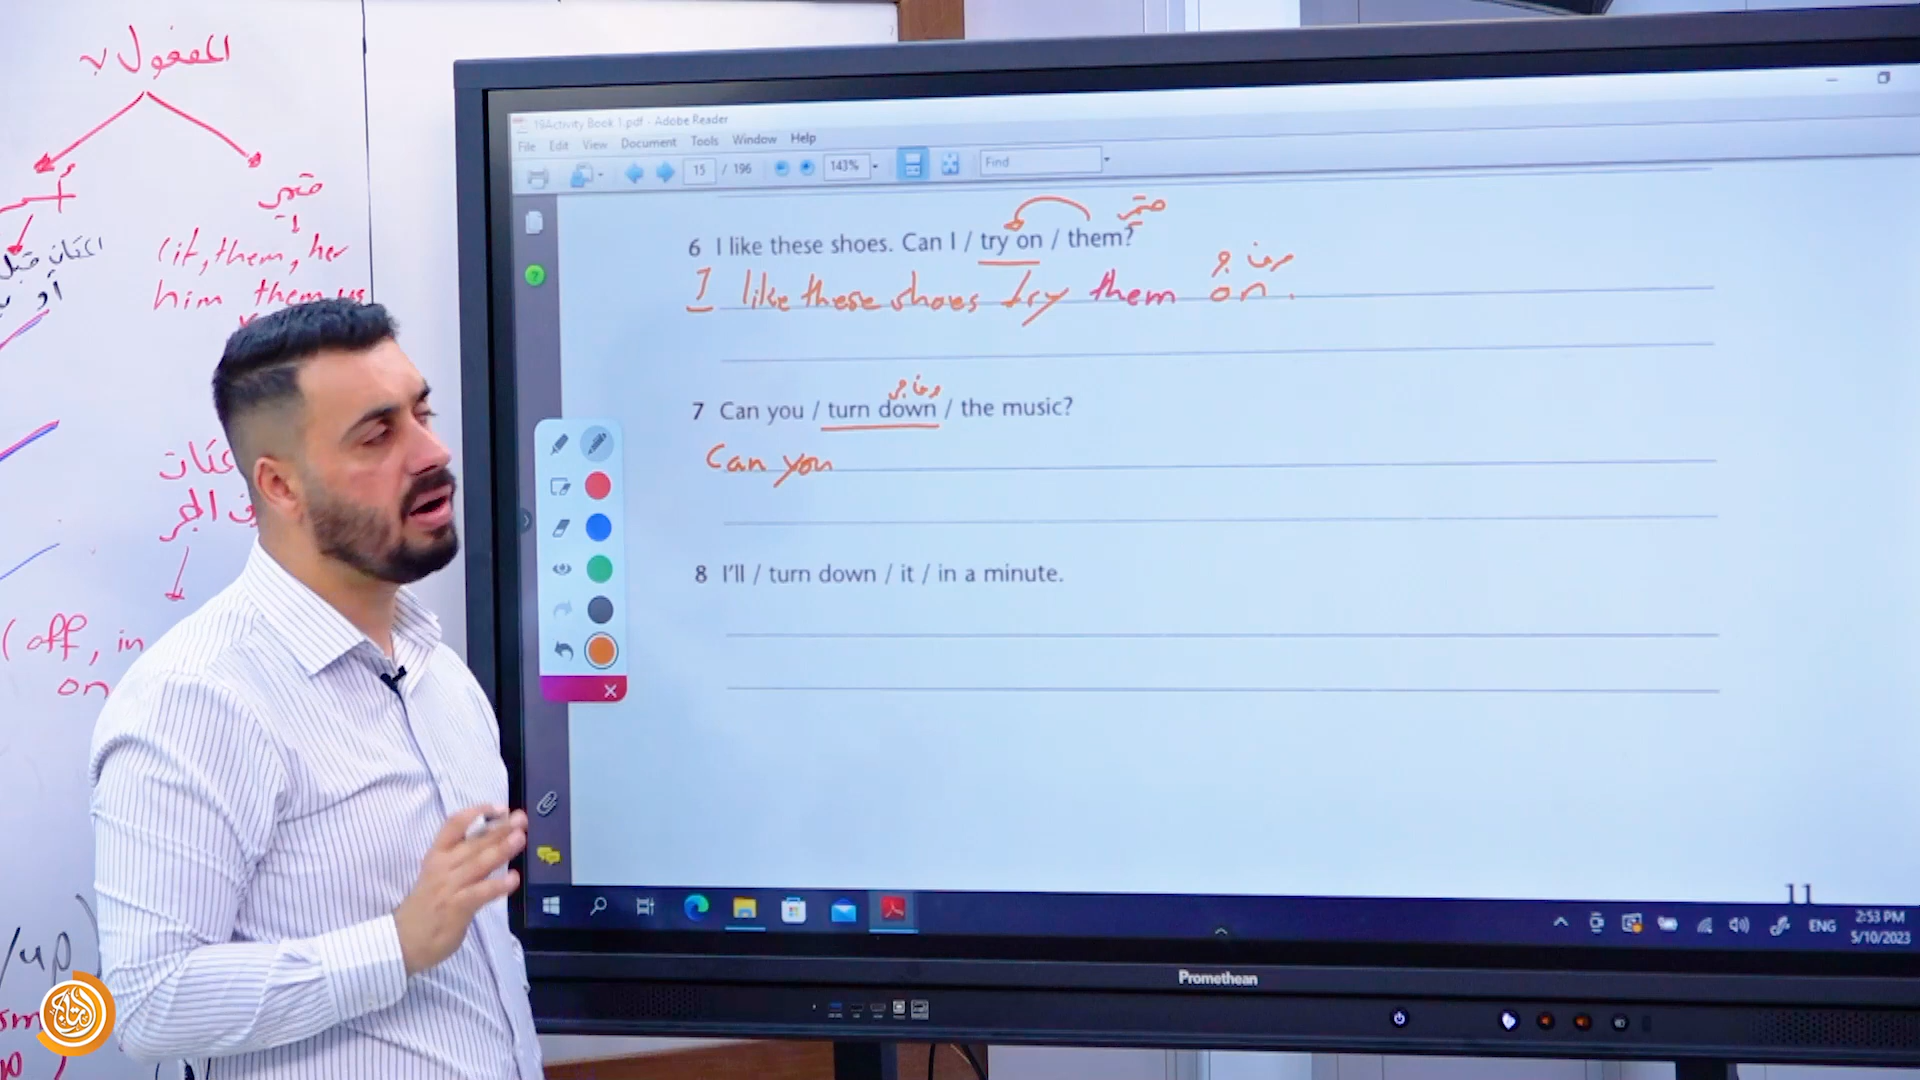 المفعول به
ضمير
(it, them, her
him them us
(off, in
on
/up)
19Activity Book 1.pdf - Adobe Reader
File Edit View Document Tools Window Help
15 / 196 143% Find
ضمير
6 I like these shoes. Can I / try on / them?
حرف جر
I like these shoes try them on.
حرف جر
7 Can you / turn down / the music?
Can you
8 I'll / turn down / it / in a minute.
11
ENG 2:53 PM
5/10/2023
Promethean